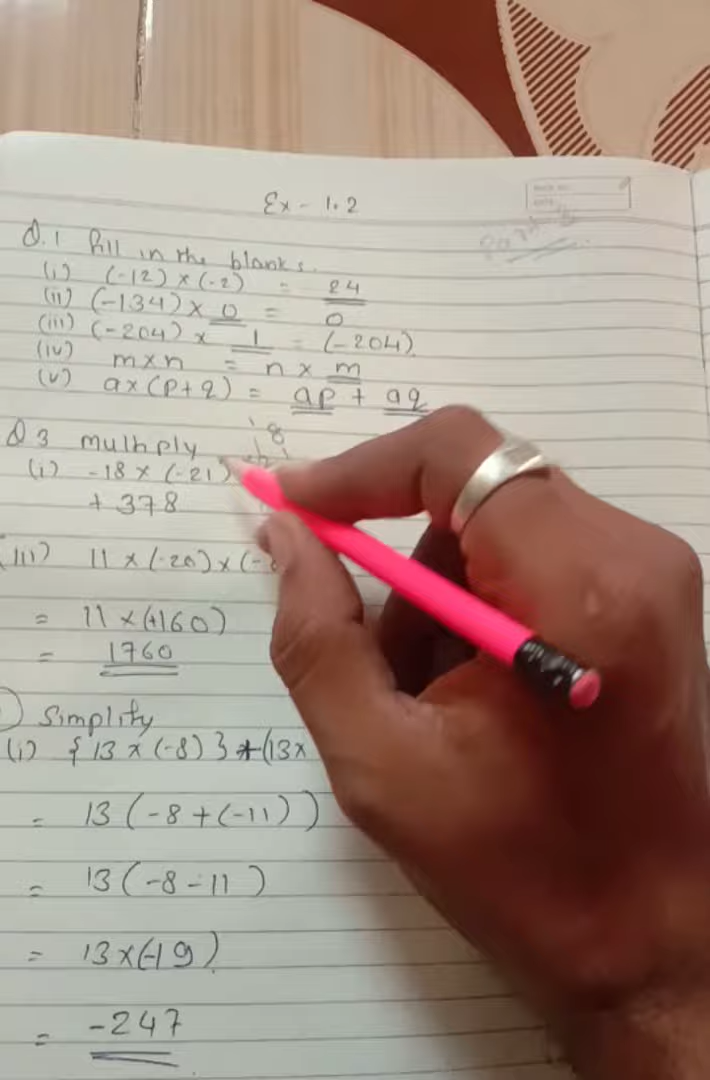 Ex - 1.2
Q.1 fill in the blanks.
(i) (-12) × (-2) = 24
(ii) (-134) × 0 = 0
(iii) (-204) × 1 = (-204)
(iv) m×n = n × m
(v) a×(p+q) = ap + aq
Q3 multiply
(i) -18 × (-21)
+ 378
18
(iii) 11 × (-20) × (-
= 11 × (+160)
= 1760
simplify
(i) { 13 × (-8) } + (13×
= 13 (-8 + (-11))
= 13 (-8 - 11)
= 13×(-19)
= -247